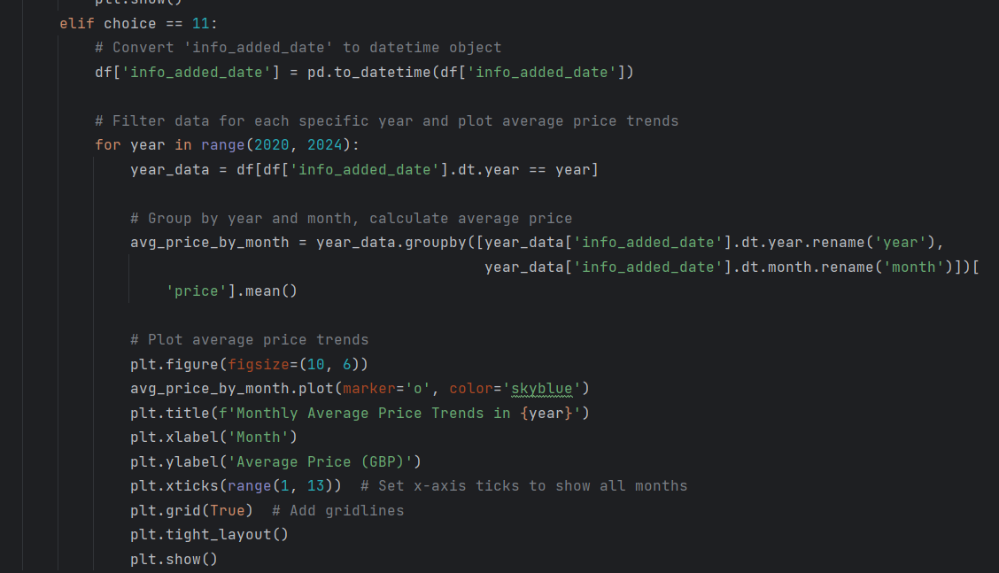 plt.show()
elif choice == 11:
# Convert 'info_added_date' to datetime object
df['info_added_date'] = pd.to_datetime(df['info_added_date'])
# Filter data for each specific year and plot average price trends
for year in range(2020, 2024):
year_data = df[df['info_added_date'].dt.year == year]
# Group by year and month, calculate average price
avg_price_by_month = year_data.groupby([year_data['info_added_date'].dt.year.rename('year'),
year_data['info_added_date'].dt.month.rename('month')])[
'price'].mean()
# Plot average price trends
plt.figure(figsize=(10, 6))
avg_price_by_month.plot(marker='o', color='skyblue')
plt.title(f'Monthly Average Price Trends in {year}')
plt.xlabel('Month')
plt.ylabel('Average Price (GBP)')
plt.xticks(range(1, 13))  # Set x-axis ticks to show all months
plt.grid(True)  # Add gridlines
plt.tight_layout()
plt.show()